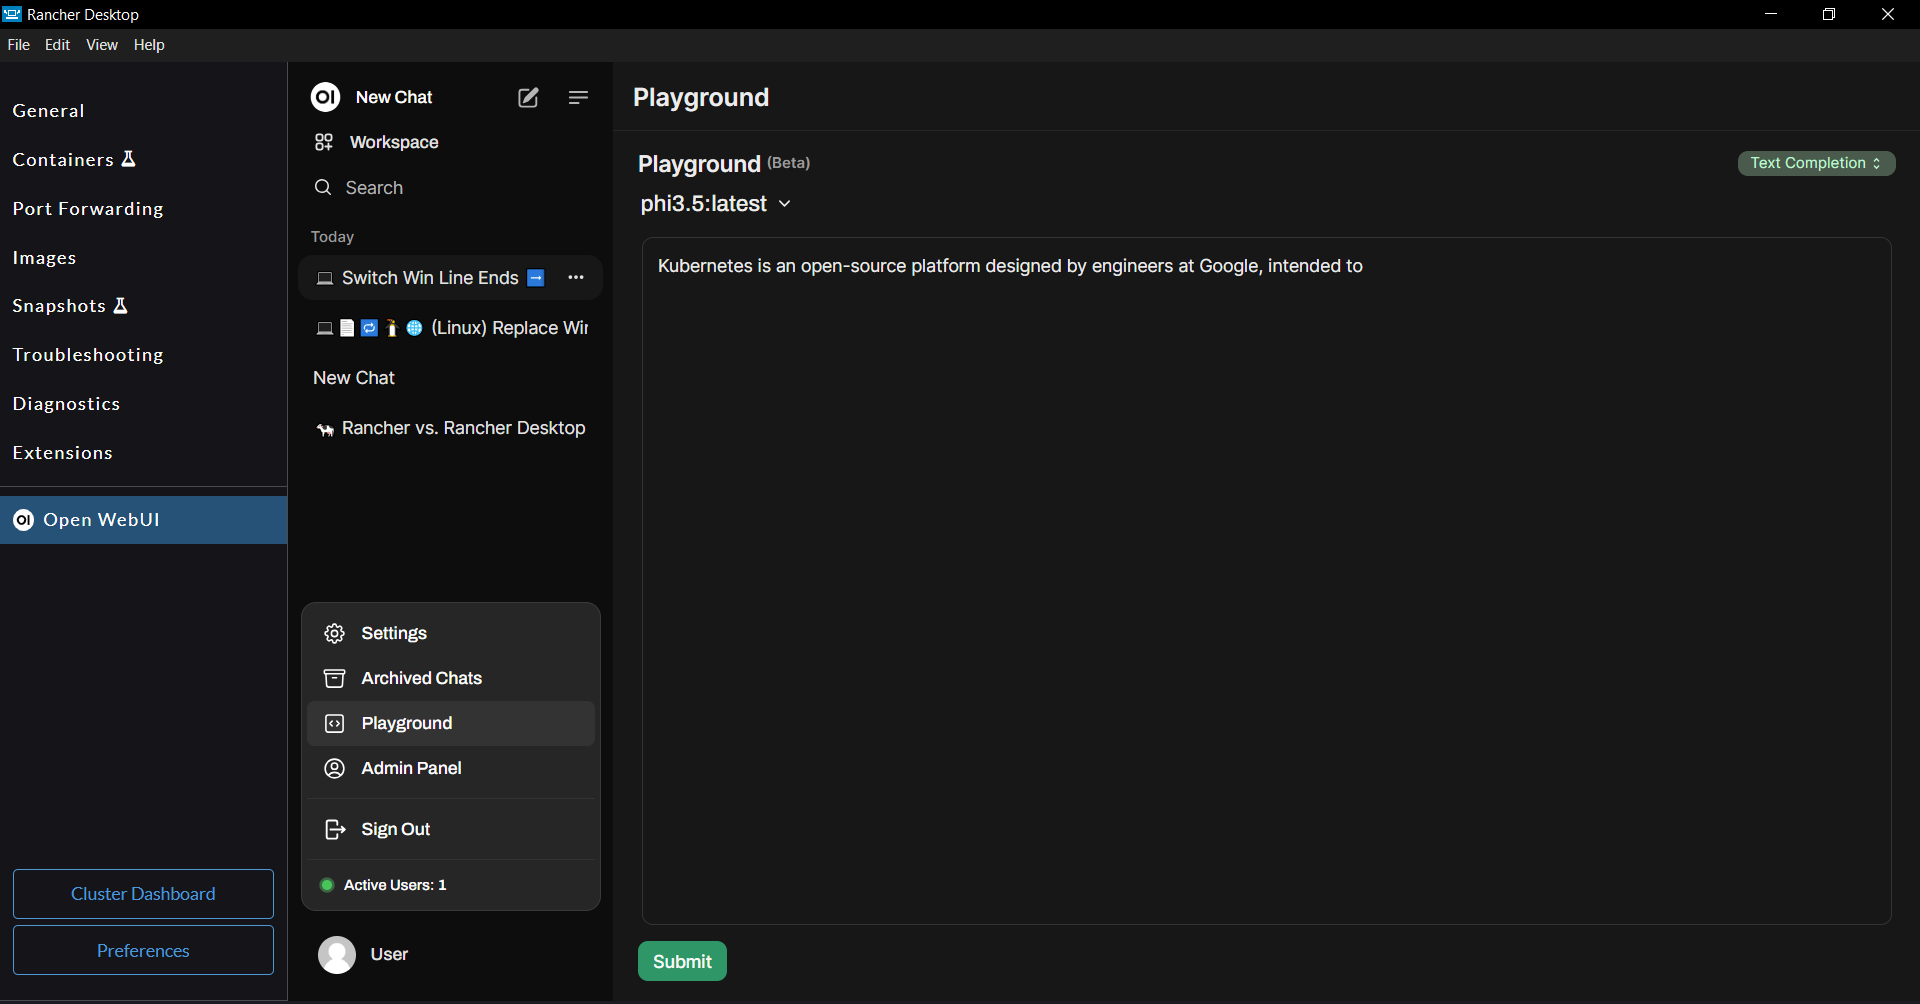 Rancher Desktop
File Edit View Help
General
Containers
Port Forwarding
Images
Snapshots
Troubleshooting
Diagnostics
Extensions
OI Open WebUI
Cluster Dashboard
Preferences
OI New Chat
Workspace
Search
Today
Switch Win Line Ends
(Linux) Replace Wir
New Chat
Rancher vs. Rancher Desktop
Settings
Archived Chats
Playground
Admin Panel
Sign Out
Active Users: 1
User
Playground
Playground (Beta)
Text Completion
phi3.5:latest
Kubernetes is an open-source platform designed by engineers at Google, intended to
Submit